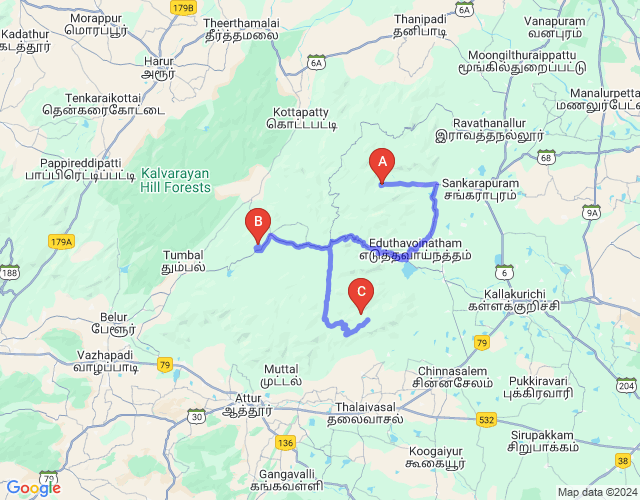 179B
Morappur
மொரப்பூர்
Theerthamalai
தீர்த்தமலை
Thanipadi
தனிபாடி
Vanapuram
வனபுரம்
Kadathur
கடத்தூர்
Harur
அரூர்
6A
6A
Moongilthuraippattu
மூங்கில்துறைப்பட்டு
Manalurpet
மணலூர்பேட்
Tenkaraikottai
தென்கரைகோட்டை
Kottapatty
கொட்டபட்டி
Ravathanallur
இராவத்தநல்லூர்
Pappireddipatti
பாப்பிரெட்டிப்பட்டி
Kalvarayan
Hill Forests
A
68
Sankarapuram
சங்கராபுரம்
B
9A
179A
Tumbal
தும்பல்
Eduthavoinatham
எடுத்தவாய்நத்தம்
188
6
C
Kallakurichi
கள்ளக்குறிச்சி
Belur
பேளூர்
79
Vazhapadi
வாழப்பாடி
79
Muttal
முட்டல்
Chinnasalem
சின்னசேலம்
Pukkiravari
புக்கிரவாரி
204
Attur
ஆத்தூர்
30
Thalaivasal
தலைவாசல்
532
136
Koogaiyur
கூகையூர்
Sirupakkam
சிறுபாக்கம்
38
Gangavalli
கங்கவள்ளி
79
Google
Map data ©2024